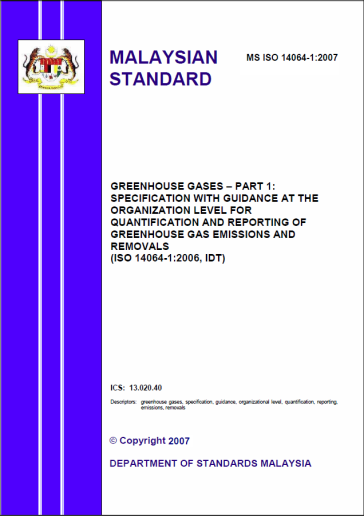 MALAYSIAN
STANDARD
MS ISO 14064-1:2007
GREENHOUSE GASES – PART 1:
SPECIFICATION WITH GUIDANCE AT THE
ORGANIZATION LEVEL FOR
QUANTIFICATION AND REPORTING OF
GREENHOUSE GAS EMISSIONS AND
REMOVALS
(ISO 14064-1:2006, IDT)
ICS: 13.020.40
Descriptors: greenhouse gases, specification, guidance, organizational level, quantification, reporting,
emissions, removals
© Copyright 2007
DEPARTMENT OF STANDARDS MALAYSIA